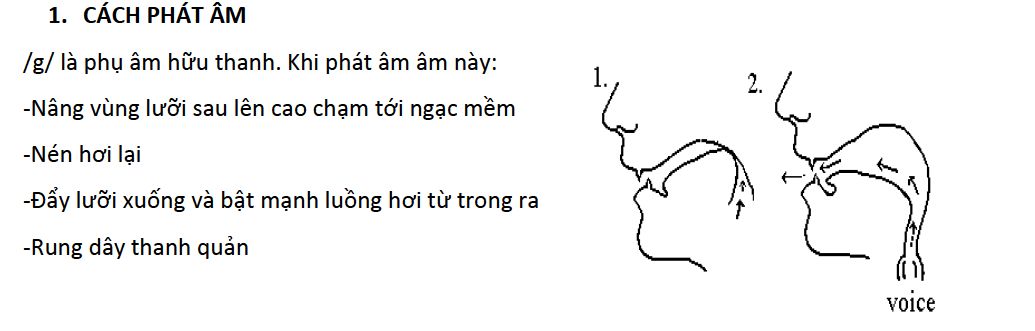 1. CÁCH PHÁT ÂM
/g/ là phụ âm hữu thanh. Khi phát âm âm này:
-Nâng vùng lưỡi sau lên cao chạm tới ngạc mềm
-Nén hơi lại
-Đẩy lưỡi xuống và bật mạnh luồng hơi từ trong ra
-Rung dây thanh quản
1.
2.
voice